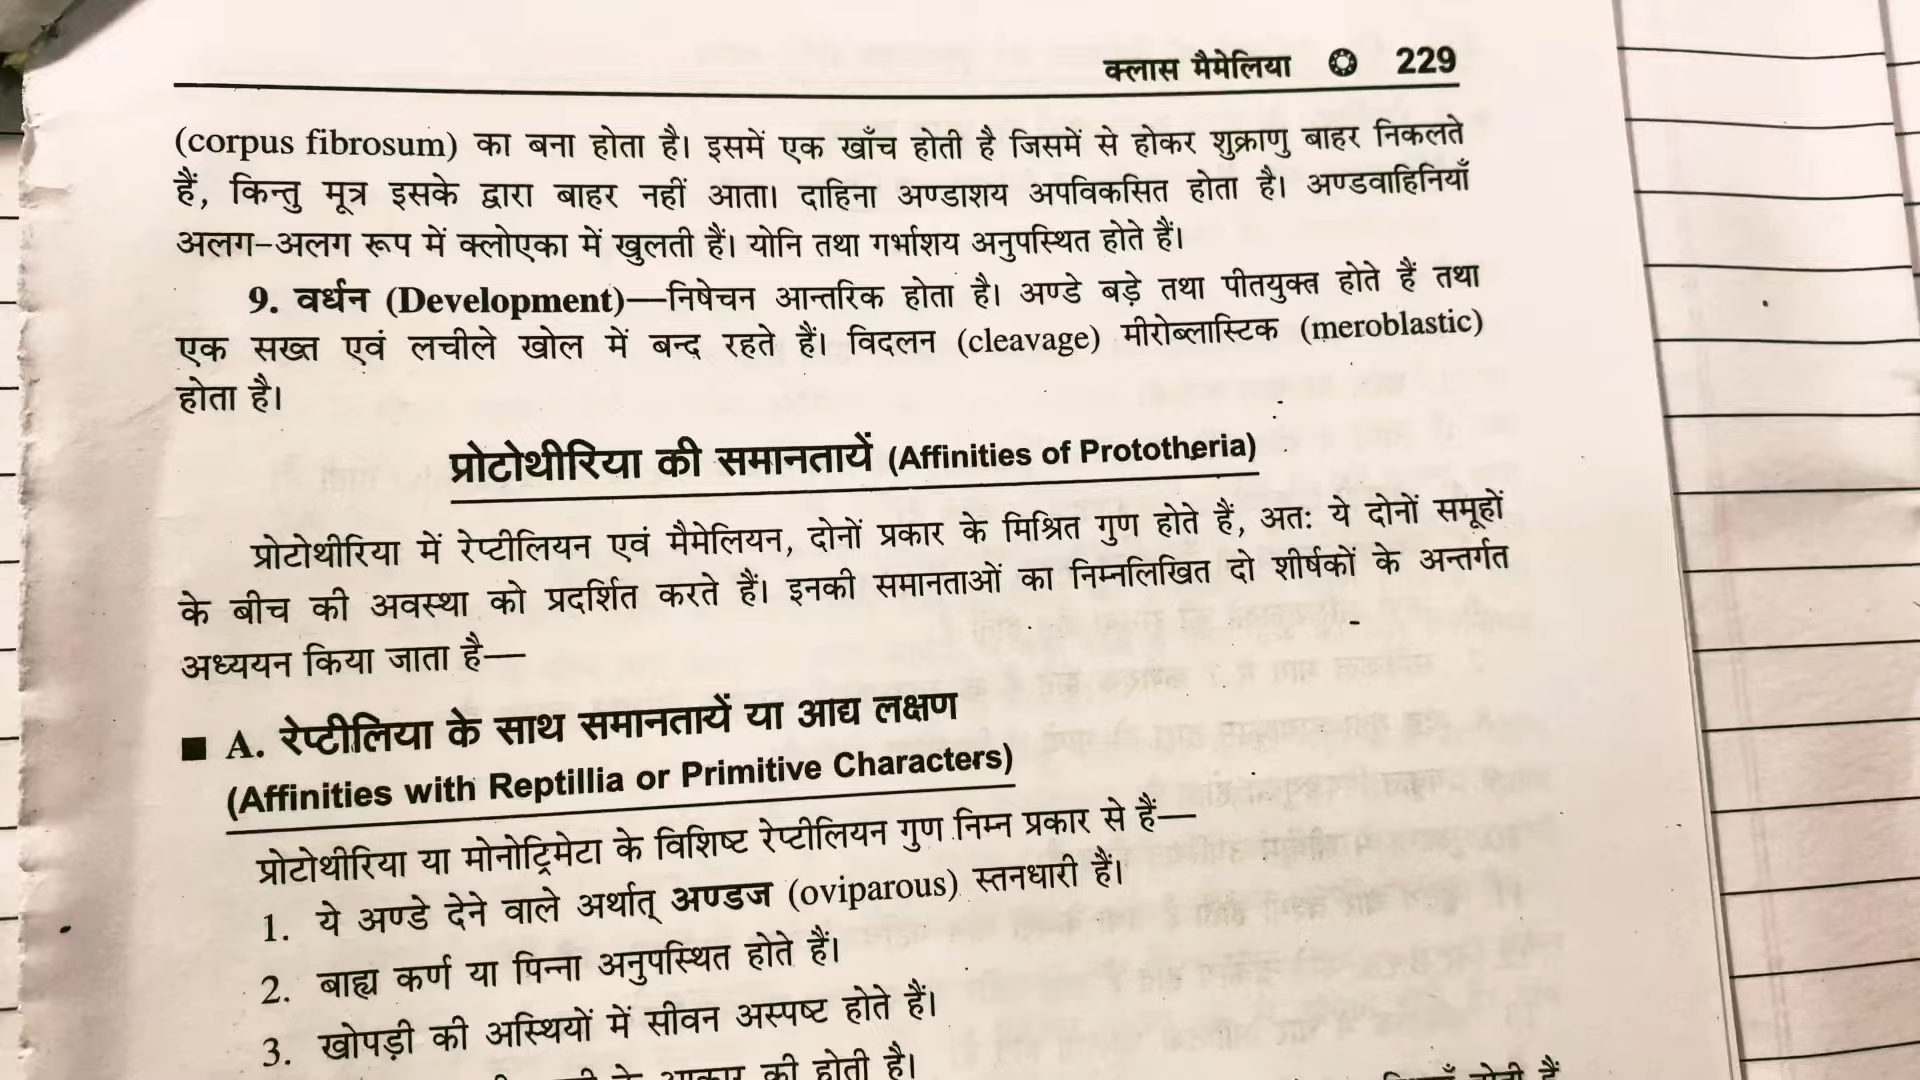 क्लास मैमेलिया ❂ 229
(corpus fibrosum) का बना होता है। इसमें एक खाँच होती है जिसमें से होकर शुक्राणु बाहर निकलते
हैं, किन्तु मूत्र इसके द्वारा बाहर नहीं आता। दाहिना अण्डाशय अपविकसित होता है। अण्डवाहिनियाँ
अलग-अलग रूप में क्लोएका में खुलती हैं। योनि तथा गर्भाशय अनुपस्थित होते हैं।
9. वर्धन (Development)—निषेचन आन्तरिक होता है। अण्डे बड़े तथा पीतयुक्त होते हैं तथा
एक सख्त एवं लचीले खोल में बन्द रहते हैं। विदलन (cleavage) मीरोब्लास्टिक (meroblastic)
होता है।
प्रोटोथीरिया की समानतायें (Affinities of Prototheria)
प्रोटोथीरिया में रेप्टीलियन एवं मैमेलियन, दोनों प्रकार के मिश्रित गुण होते हैं, अतः ये दोनों समूहों
के बीच की अवस्था को प्रदर्शित करते हैं। इनकी समानताओं का निम्नलिखित दो शीर्षकों के अन्तर्गत
अध्ययन किया जाता है—
■ A. रेप्टीलिया के साथ समानतायें या आद्य लक्षण
(Affinities with Reptillia or Primitive Characters)
प्रोटोथीरिया या मोनोट्रिमेटा के विशिष्ट रेप्टीलियन गुण निम्न प्रकार से हैं—
1. ये अण्डे देने वाले अर्थात् अण्डज (oviparous) स्तनधारी हैं।
2. बाह्य कर्ण या पिन्ना अनुपस्थित होते हैं।
3. खोपड़ी की अस्थियों में सीवन अस्पष्ट होते हैं।
के आकार की होती है। होती हैं